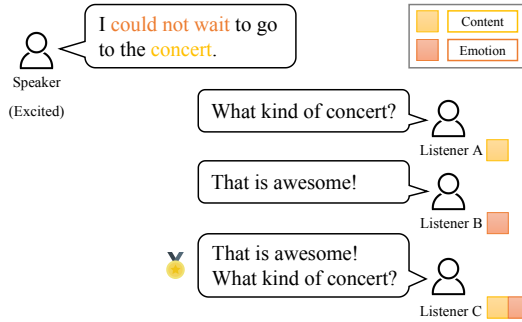 I could not wait to go
to the concert.
Speaker
(Excited)
Content
Emotion
What kind of concert?
Listener A
That is awesome!
Listener B
That is awesome!
What kind of concert?
Listener C